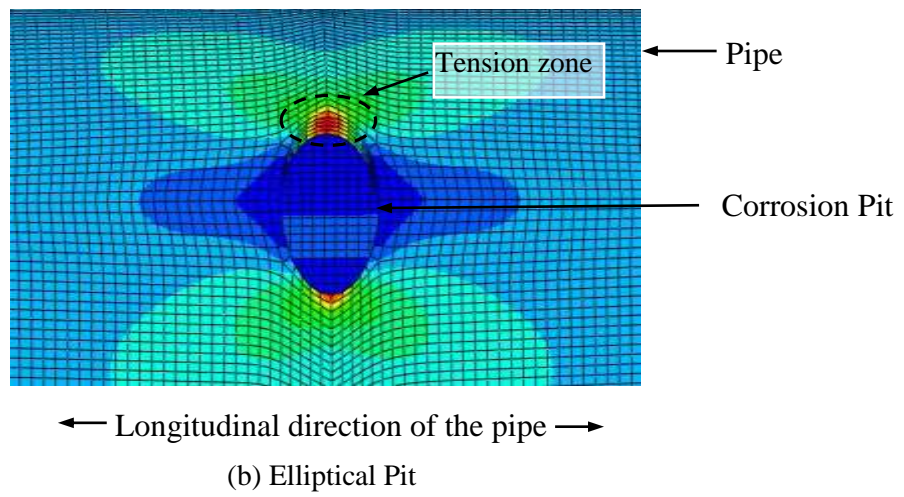 Tension zone
Pipe
Corrosion Pit
Longitudinal direction of the pipe
(b) Elliptical Pit